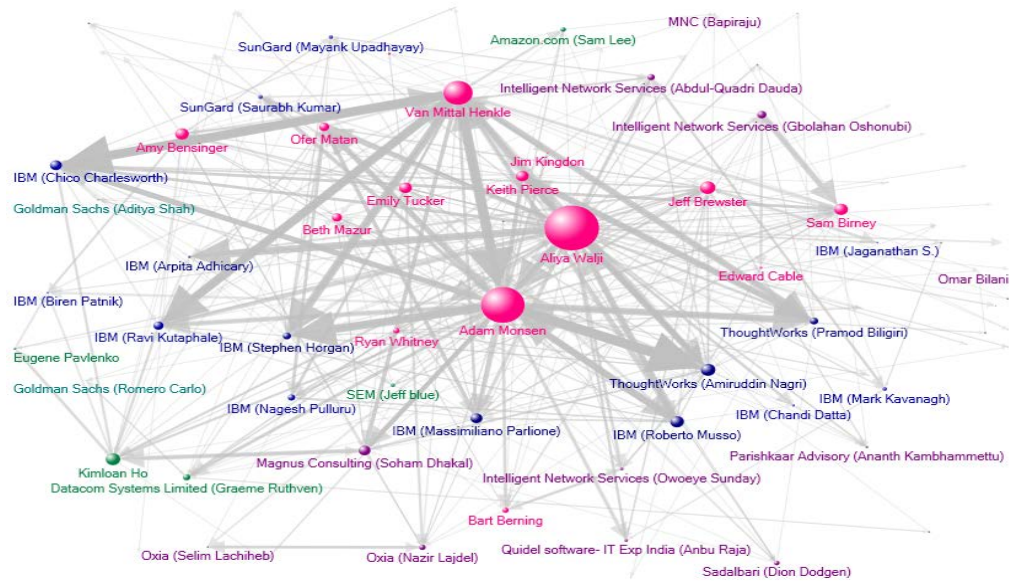 MNC (Bapiraju)
Amazon.com (Sam Lee)
SunGard (Mayank Upadhayay)
Intelligent Network Services (Abdul-Quadri Dauda)
SunGard (Saurabh Kumar)
Van Mittal Henkle
Intelligent Network Services (Gbolahan Oshonubi)
Ofer Matan
Amy Bensinger
Jim Kingdon
IBM (Chico Charlesworth)
Keith Pierce
Emily Tucker
Jeff Brewster
Goldman Sachs (Aditya Shah)
Beth Mazur
Sam Birney
IBM (Jaganathan S.)
Aliya Walji
IBM (Arpita Adhicary)
Edward Cable
Omar Bilani
IBM (Biren Patnik)
Adam Monsen
ThoughtWorks (Pramod Biligiri)
IBM (Ravi Kutaphale)
Ryan Whitney
IBM (Stephen Horgan)
Eugene Pavlenko
ThoughtWorks (Amiruddin Nagri)
Goldman Sachs (Romero Carlo)
SEM (Jeff blue)
IBM (Mark Kavanagh)
IBM (Nagesh Pulluru)
IBM (Chandi Datta)
IBM (Massimiliano Parlione)
IBM (Roberto Musso)
Parishkaar Advisory (Ananth Kambhammettu)
Magnus Consulting (Soham Dhakal)
Kimloan Ho
Intelligent Network Services (Owoeye Sunday)
Datacom Systems Limited (Graeme Ruthven)
Bart Berning
Quidel software- IT Exp India (Anbu Raja)
Oxia (Selim Lachiheb)
Oxia (Nazir Lajdel)
Sadalbari (Dion Dodgen)